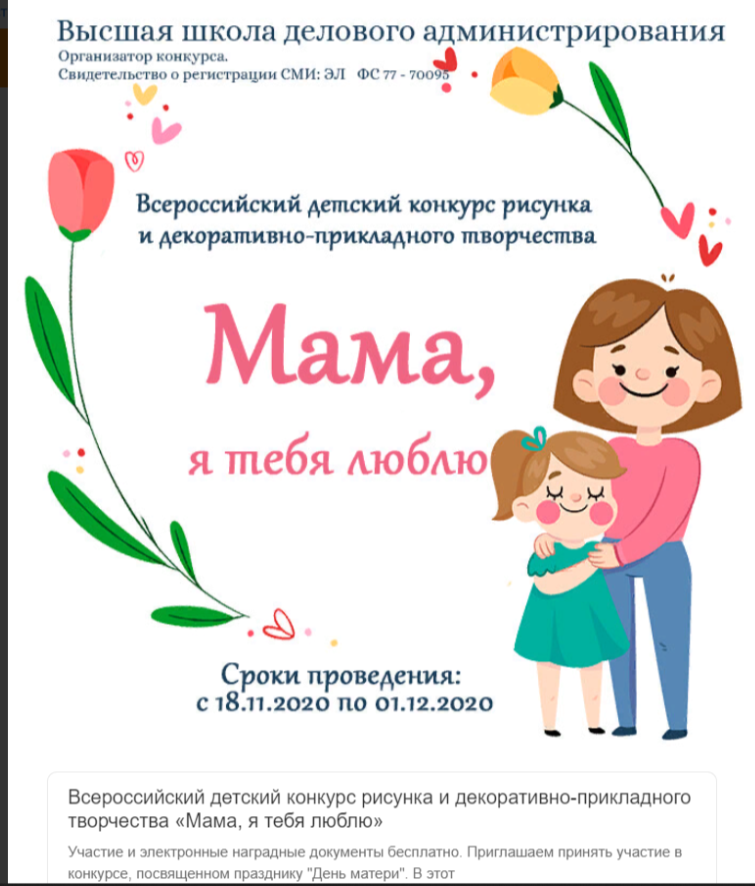 Высшая школа делового администрирования
Организатор конкурса.
Свидетельство о регистрации СМИ: ЭЛ ФС 77 - 70095
Всероссийский детский конкурс рисунка
и декоративно-прикладного творчества
Мама,
я тебя люблю
Сроки проведения:
с 18.11.2020 по 01.12.2020
Всероссийский детский конкурс рисунка и декоративно-прикладного
творчества «Мама, я тебя люблю»
Участие и электронные наградные документы бесплатно. Приглашаем принять участие в
конкурсе, посвященном празднику "День матери". В этот